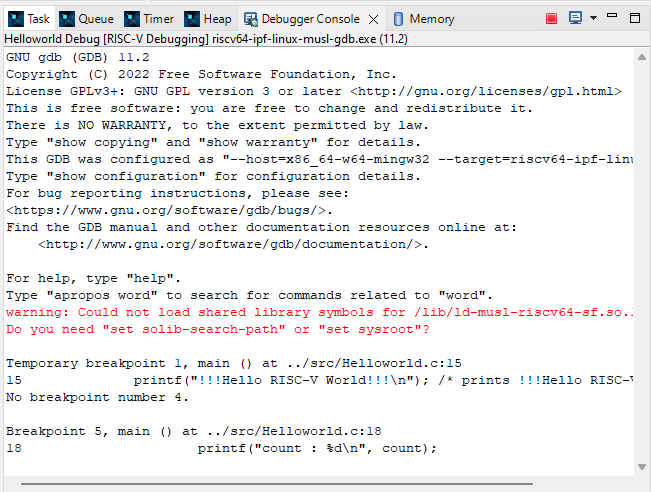 Task Queue Timer Heap Debugger Console Memory
Helloworld Debug [RISC-V Debugging] riscv64-ipf-linux-musl-gdb.exe (11.2)
GNU gdb (GDB) 11.2
Copyright (C) 2022 Free Software Foundation, Inc.
License GPLv3+: GNU GPL version 3 or later <http://gnu.org/licenses/gpl.html>
This is free software: you are free to change and redistribute it.
There is NO WARRANTY, to the extent permitted by law.
Type "show copying" and "show warranty" for details.
This GDB was configured as "--host=x86_64-w64-mingw32 --target=riscv64-ipf-linu
Type "show configuration" for configuration details.
For bug reporting instructions, please see:
<https://www.gnu.org/software/gdb/bugs/>.
Find the GDB manual and other documentation resources online at:
    <http://www.gnu.org/software/gdb/documentation/>.
For help, type "help".
Type "apropos word" to search for commands related to "word".
warning: Could not load shared library symbols for /lib/ld-musl-riscv64-sf.so.1
Do you need "set solib-search-path" or "set sysroot"?
Temporary breakpoint 1, main () at ../src/Helloworld.c:15
15              printf("!!!Hello RISC-V World!!!\n"); /* prints !!!Hello RISC-V
No breakpoint number 4.
Breakpoint 5, main () at ../src/Helloworld.c:18
18                      printf("count : %d\n", count);